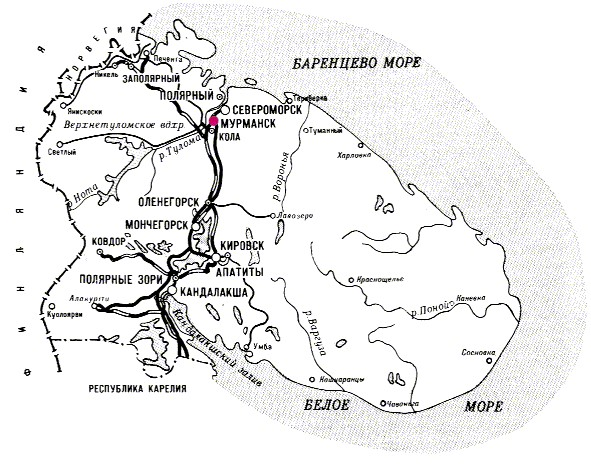 НОРВЕГИЯ
БАРЕНЦЕВО МОРЕ
Печенга
Никель
ЗАПОЛЯРНЫЙ
ПОЛЯРНЫЙ
Териберка
Янискоски
СЕВЕРОМОРСК
Верхнетуломское вдхр.
МУРМАНСК
Туманный
КОЛА
Светлый
р.Тулома
Харловка
р.Воронья
р.Нота
ОЛЕНЕГОРСК
Ловозеро
МОНЧЕГОРСК
КОВДОР
КИРОВСК
АПАТИТЫ
ПОЛЯРНЫЕ ЗОРИ
Краснощелье
КАНДАЛАКША
Алакуртти
Каневка
р.Поной
Куолоярви
Кандалакшский залив
р.Варзуга
Умба
Сосновка
ФИНЛЯНДИЯ
РЕСПУБЛИКА КАРЕЛИЯ
Кашкаранцы
БЕЛОЕ
Чаваньга
МОРЕ